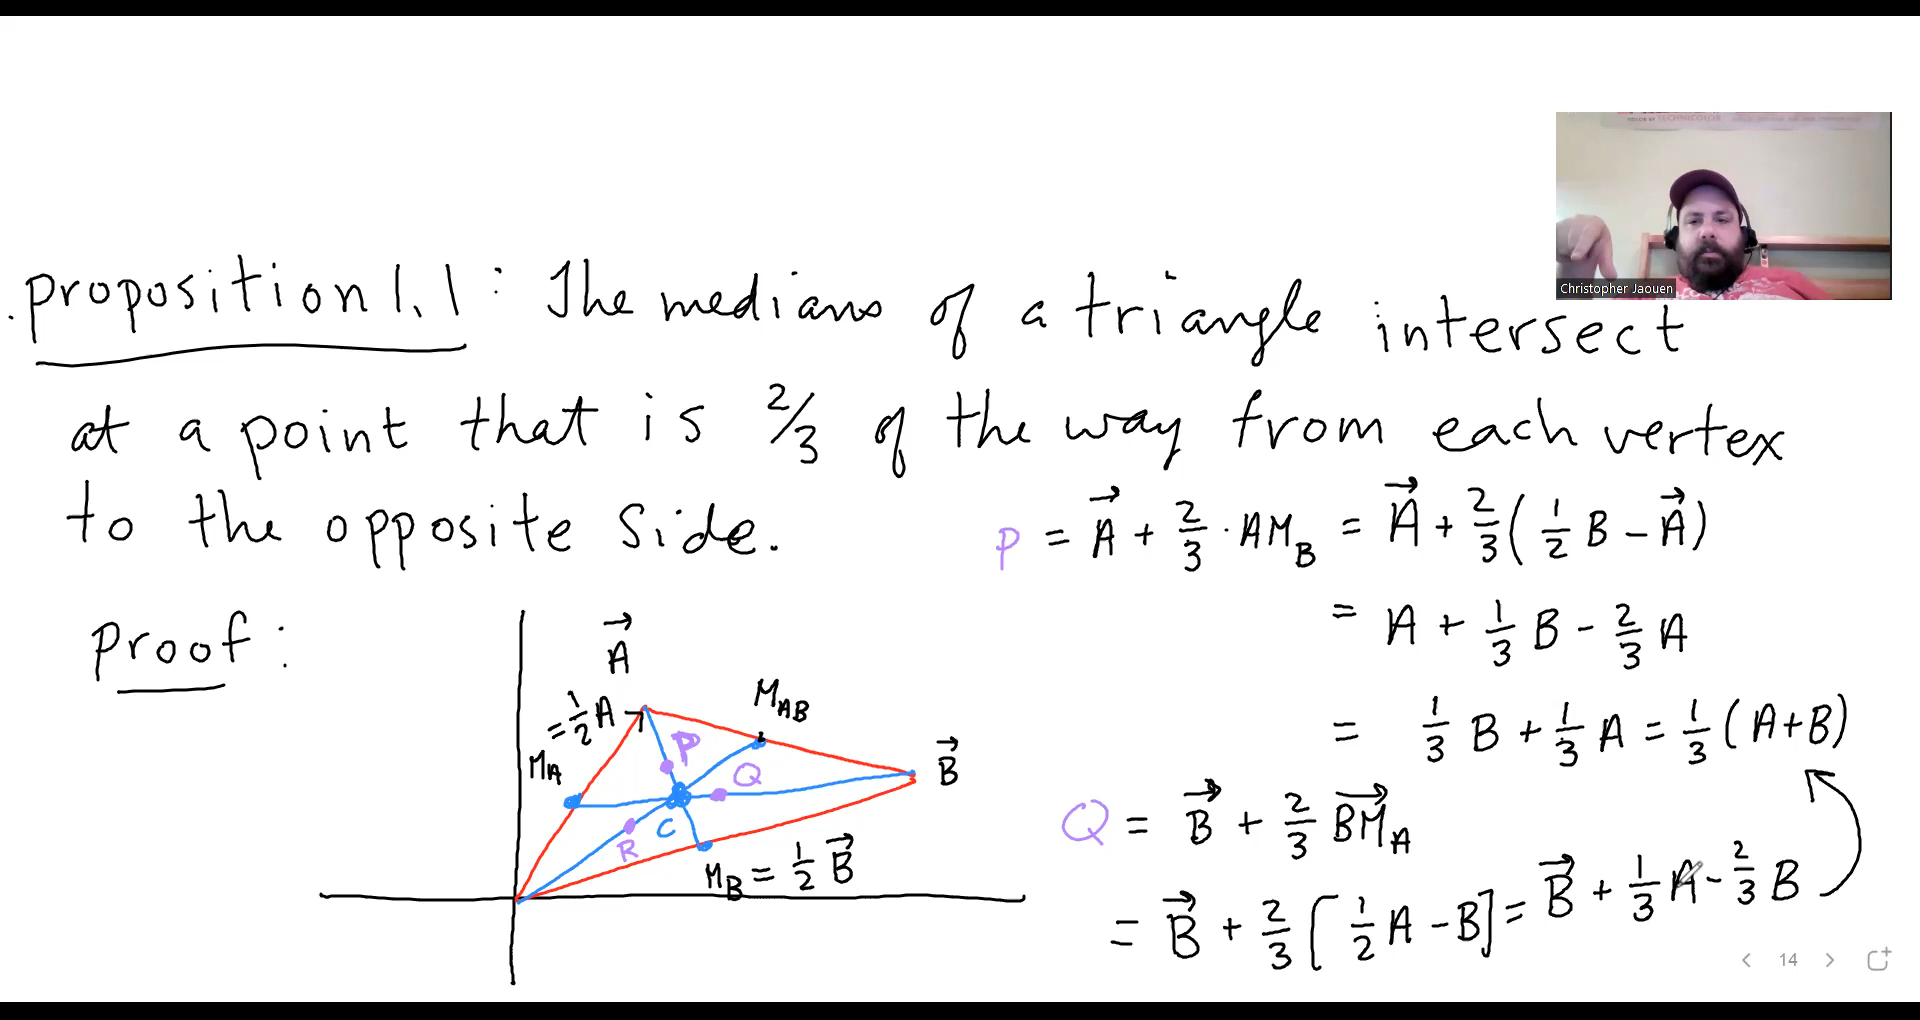 COLOR BY TECHNICOLOR
Christopher Jaouen
proposition 1.1: The medians of a triangle intersect
at a point that is 2/3 of the way from each vertex
to the opposite side.
P = A⃗ + 2/3 · AM_B = A⃗ + 2/3 ( 1/2 B - A⃗ )
= A + 1/3 B - 2/3 A
= 1/3 B + 1/3 A = 1/3 ( A+B )
Q = B⃗ + 2/3 BM_A⃗
= B⃗ + 2/3 [ 1/2 A - B ] = B⃗ + 1/3 A - 2/3 B
Proof:
A⃗
= 1/2 A
M_A
M_AB
B⃗
P
Q
C
R
M_B = 1/2 B⃗
14